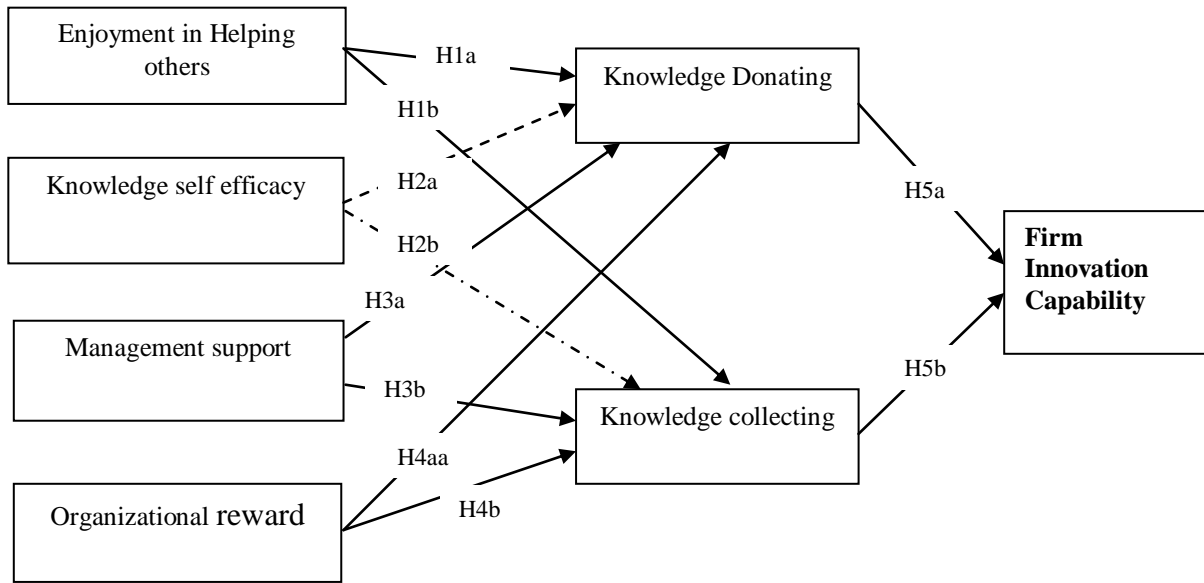 Enjoyment in Helping
others
H1a
Knowledge Donating
H1b
Knowledge self efficacy
H2a
H5a
H2b
Firm
Innovation
Capability
H3a
Management support
H3b
H5b
Knowledge collecting
H4aa
Organizational reward
H4b